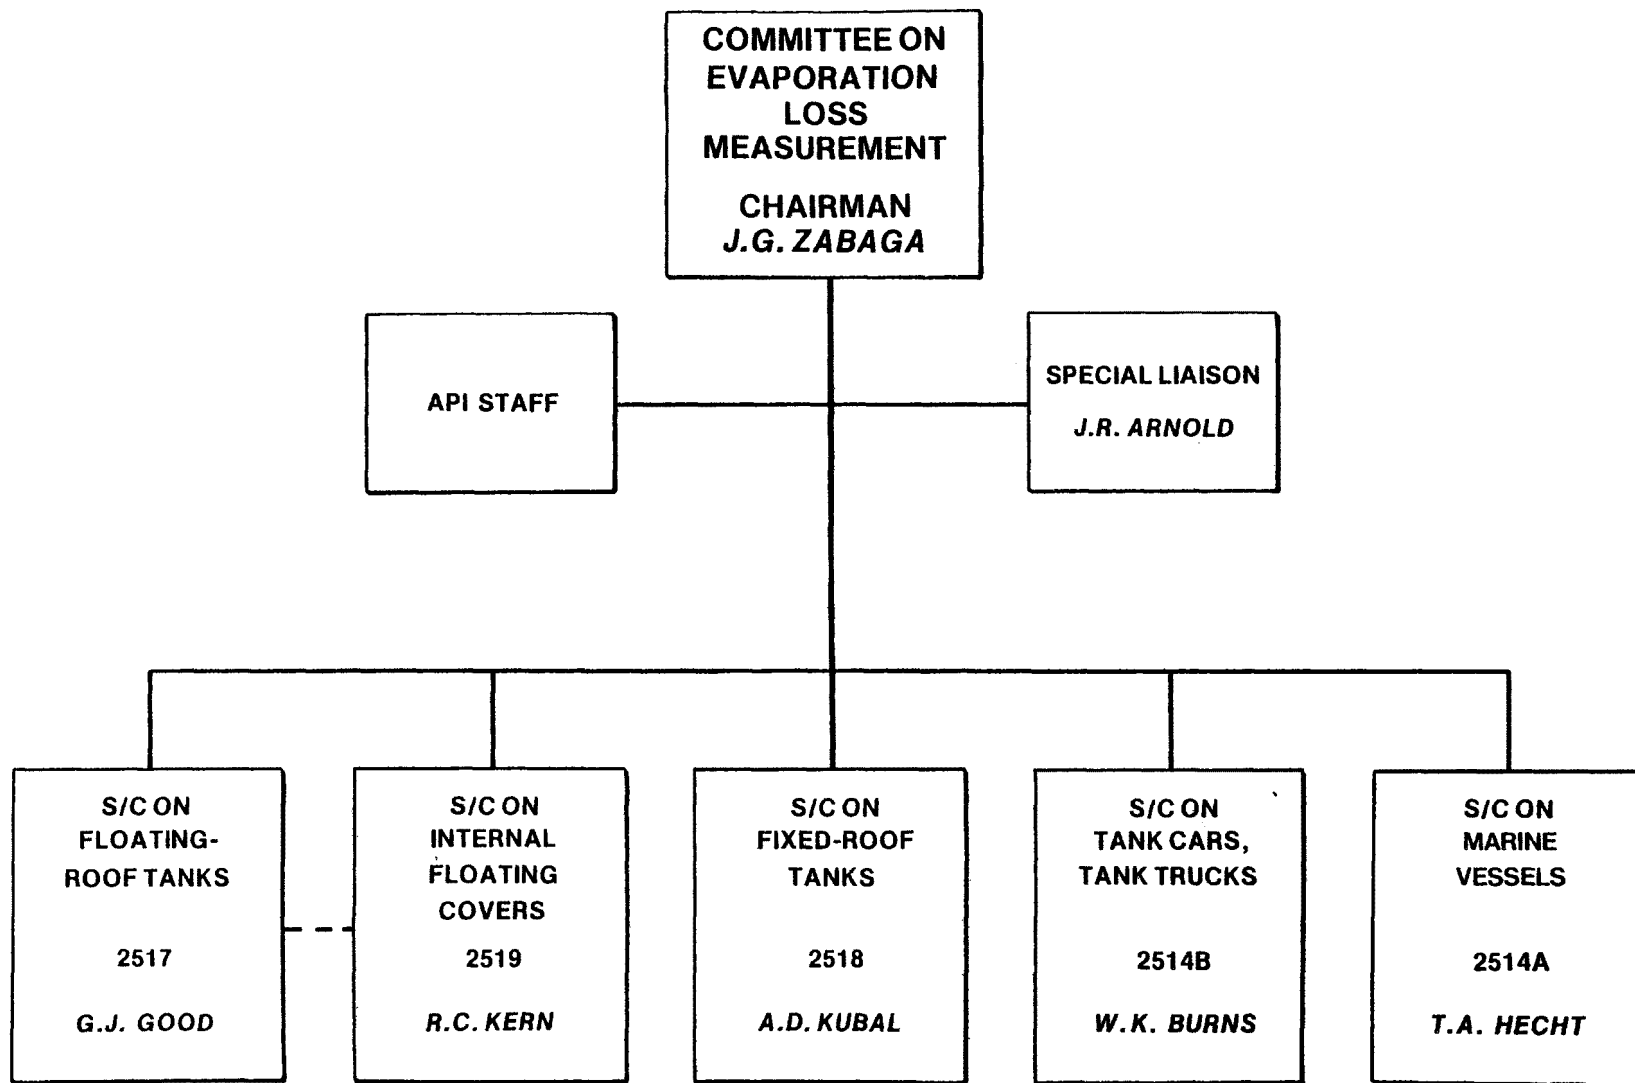 COMMITTEE ON
EVAPORATION
LOSS
MEASUREMENT
CHAIRMAN
J.G. ZABAGA
API STAFF
SPECIAL LIAISON
J.R. ARNOLD
S/C ON
FLOATING-
ROOF TANKS
2517
G.J. GOOD
S/C ON
INTERNAL
FLOATING
COVERS
2519
R.C. KERN
S/C ON
FIXED-ROOF
TANKS
2518
A.D. KUBAL
S/C ON
TANK CARS,
TANK TRUCKS
2514B
W.K. BURNS
S/C ON
MARINE
VESSELS
2514A
T.A. HECHT